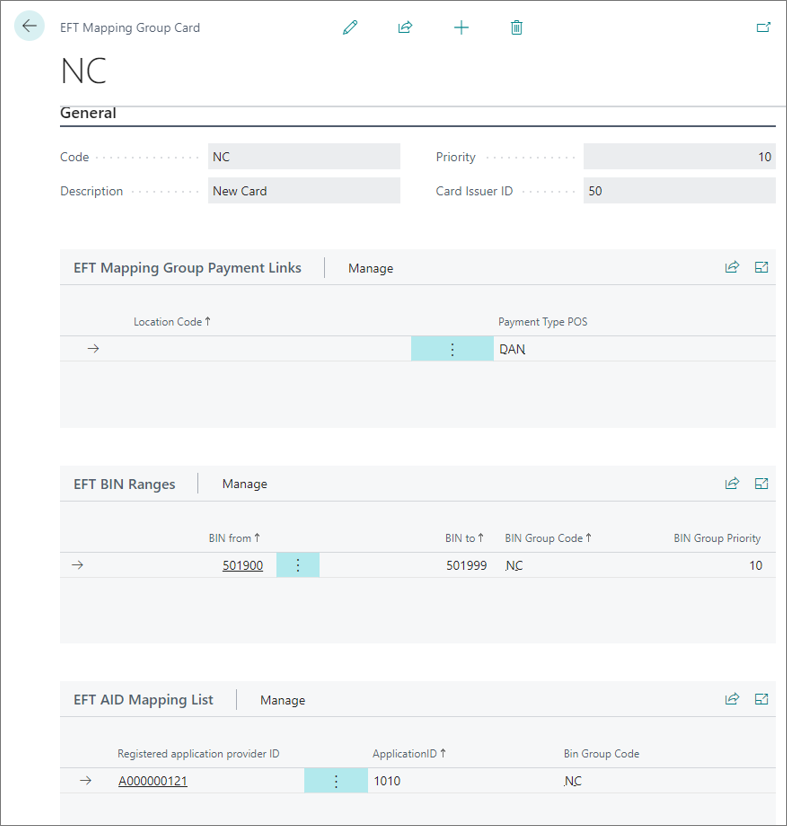 EFT Mapping Group Card
NC
General
Code NC Priority 10
Description New Card Card Issuer ID 50
EFT Mapping Group Payment Links Manage
Location Code ↑ Payment Type POS
DAN
EFT BIN Ranges Manage
BIN from ↑ BIN to ↑ BIN Group Code ↑ BIN Group Priority
501900 501999 NC 10
EFT AID Mapping List Manage
Registered application provider ID ApplicationID ↑ Bin Group Code
A000000121 1010 NC